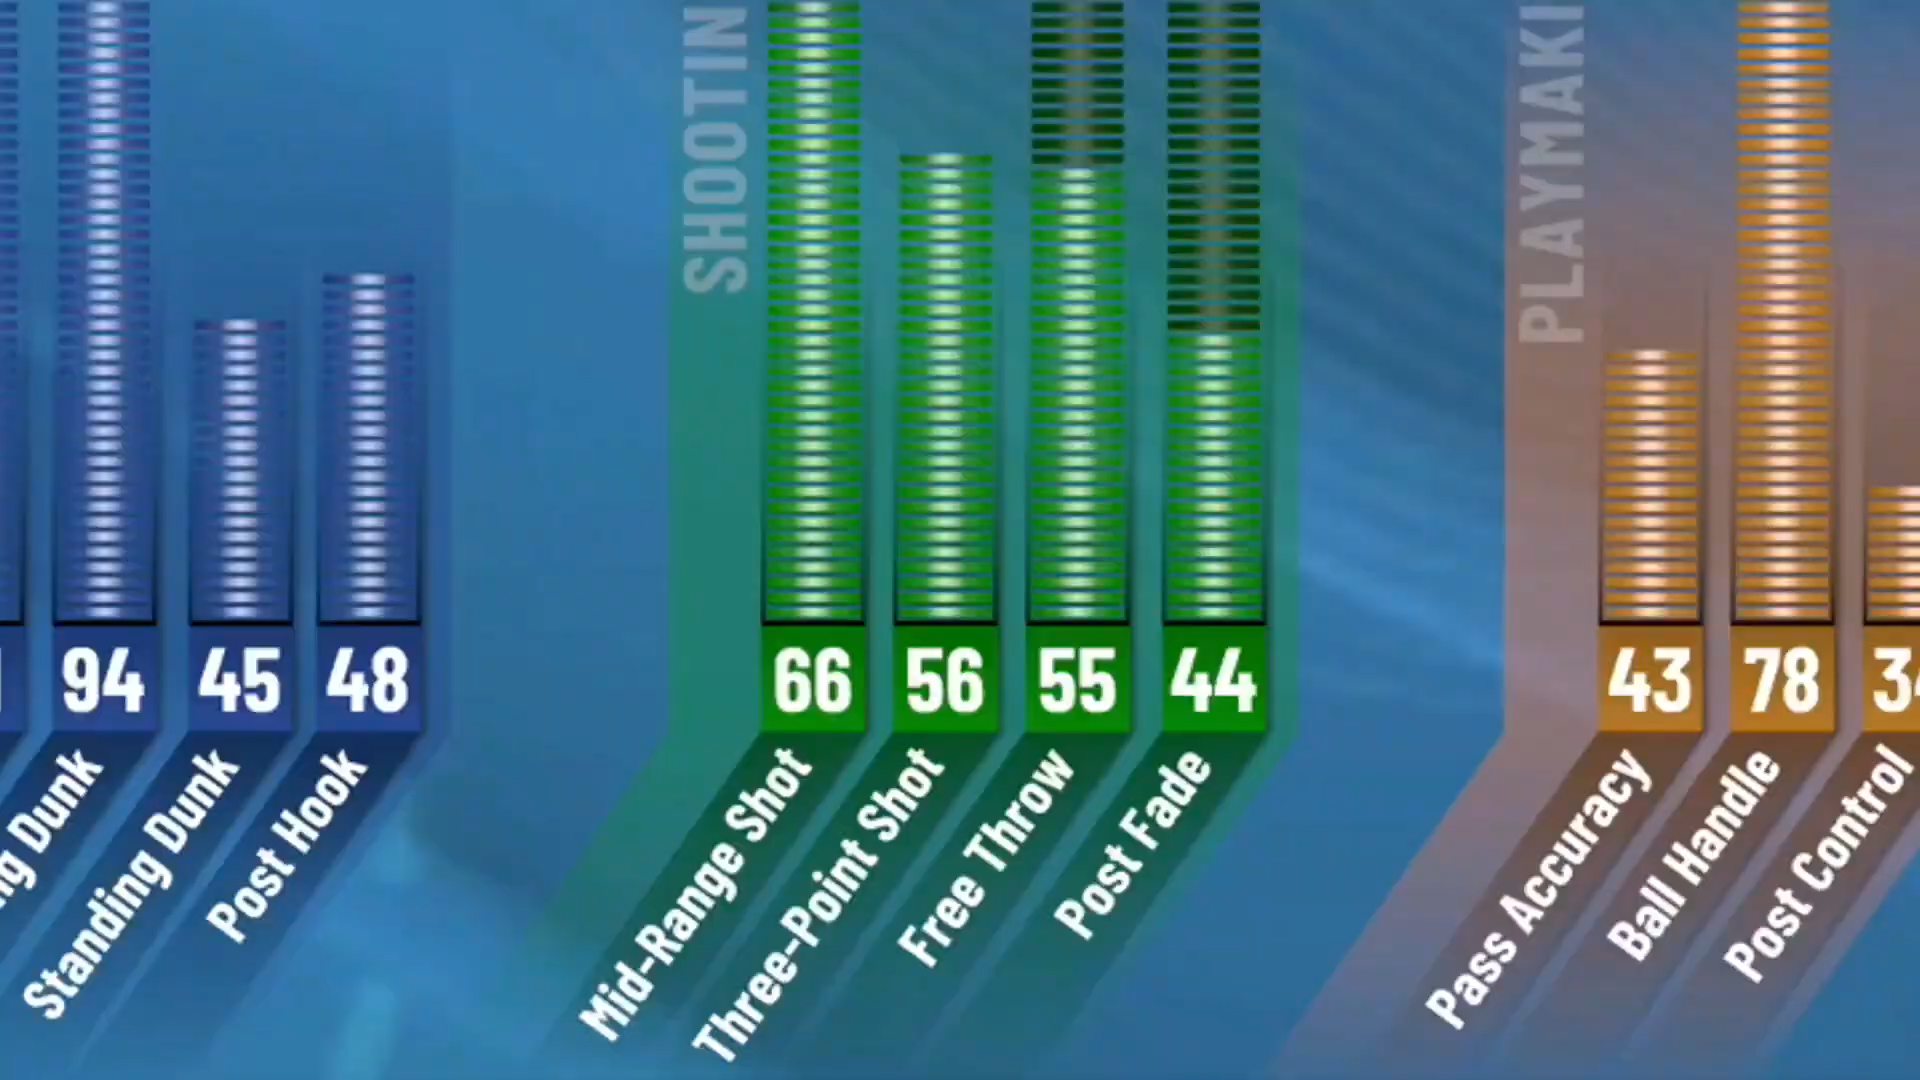 SHOOTIN
PLAYMAKI
94
45
48
66
56
55
44
43
78
Dunk
Standing Dunk
Post Hook
Mid-Range Shot
Three-Point Shot
Free Throw
Post Fade
Pass Accuracy
Ball Handle
Post Control